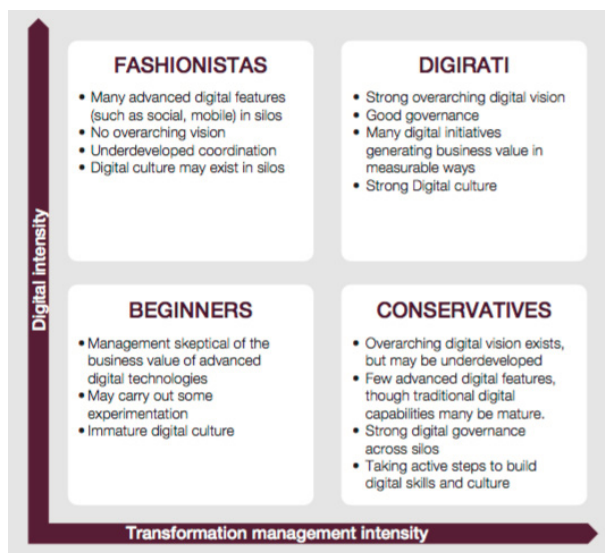 FASHIONISTAS
• Many advanced digital features
(such as social, mobile) in silos
• No overarching vision
• Underdeveloped coordination
• Digital culture may exist in silos
DIGIRATI
• Strong overarching digital vision
• Good governance
• Many digital initiatives
generating business value in
measurable ways
• Strong Digital culture
Digital intensity
BEGINNERS
• Management skeptical of the
business value of advanced
digital technologies
• May carry out some
experimentation
• Immature digital culture
CONSERVATIVES
• Overarching digital vision exists,
but may be underdeveloped
• Few advanced digital features,
though traditional digital
capabilities many be mature.
• Strong digital governance
across silos
• Taking active steps to build
digital skills and culture
Transformation management intensity